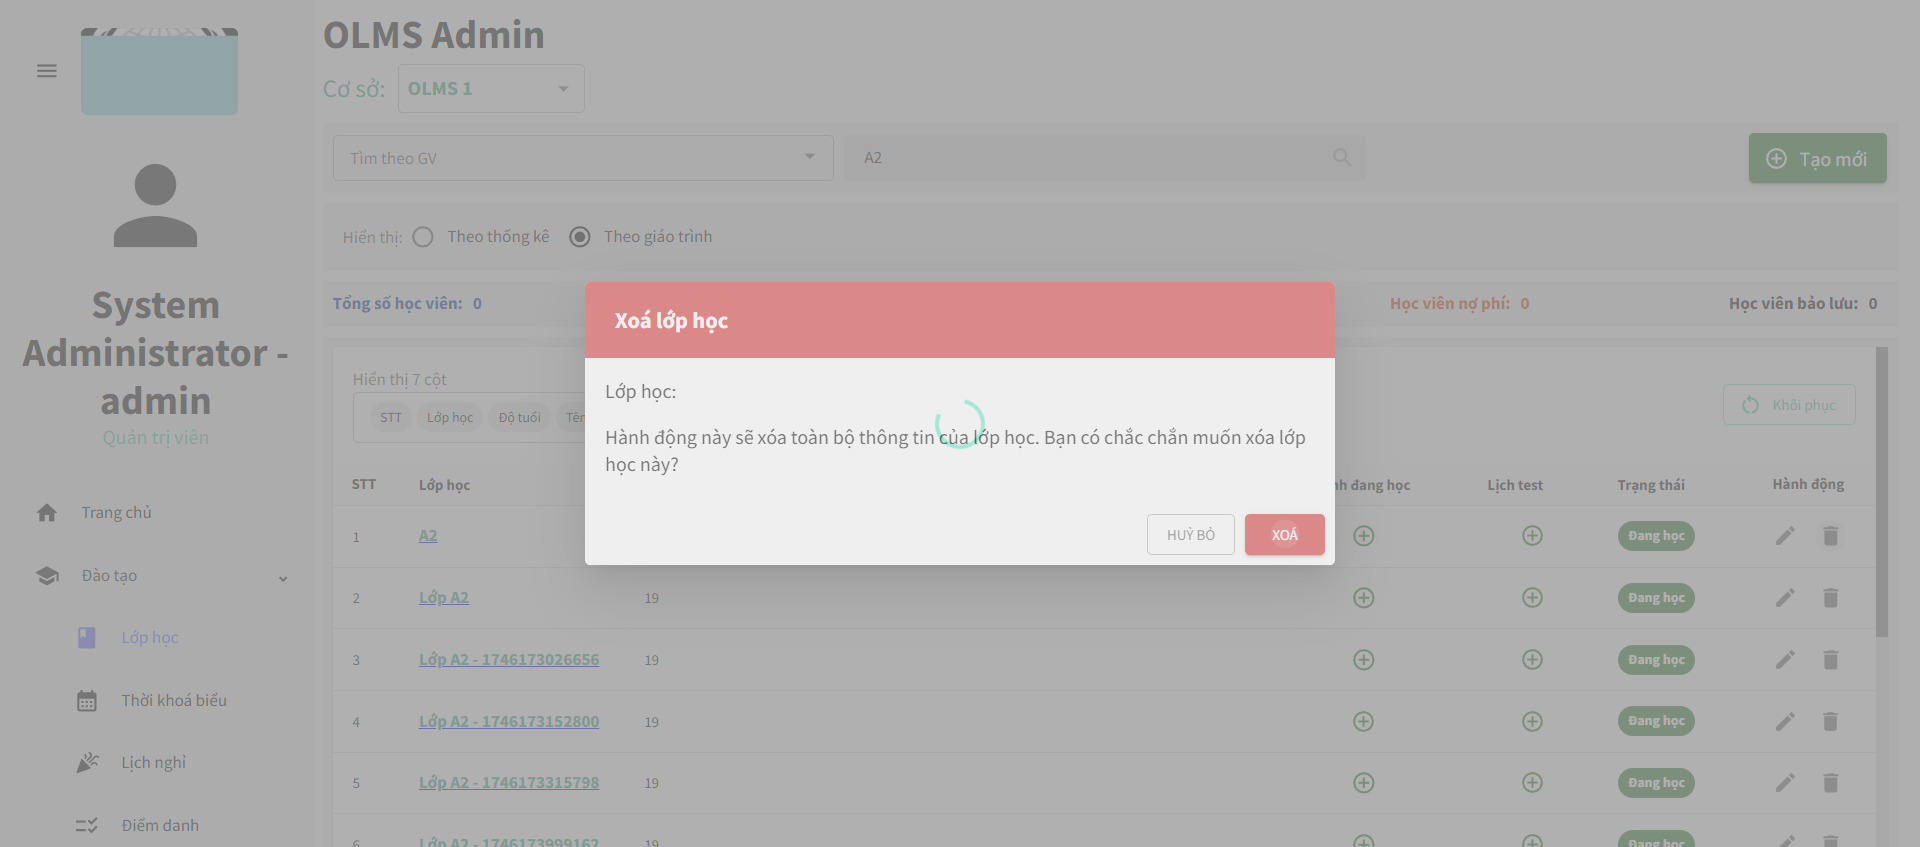 OLMS Admin
Cơ sở: OLMS 1
Tìm theo GV
A2
Tạo mới
Hiển thị: Theo thống kê Theo giáo trình
Tổng số học viên: 0
Học viên nợ phí: 0
Học viên bảo lưu: 0
System
Administrator -
admin
Quản trị viên
Trang chủ
Đào tạo
Lớp học
Thời khoá biểu
Lịch nghỉ
Điểm danh
Xoá lớp học
Lớp học:
Hành động này sẽ xóa toàn bộ thông tin của lớp học. Bạn có chắc chắn muốn xóa lớp
học này?
HUỶ BỎ XOÁ
Hiển thị 7 cột
STT Lớp học Độ tuổi Tên
Khôi phục
STT Lớp học đang học Lịch test Trạng thái Hành động
1 A2 Đang học
2 Lớp A2 19 Đang học
3 Lớp A2 - 1746173026656 19 Đang học
4 Lớp A2 - 1746173152800 19 Đang học
5 Lớp A2 - 1746173315798 19 Đang học
6 Lớp A2 - 1746173999162 19 Đang học